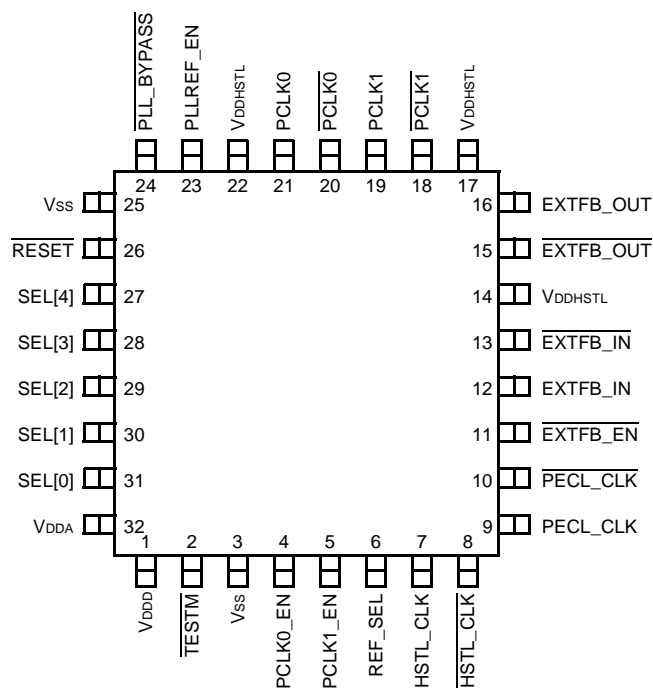 PLL_BYPASS
PLLREF_EN
VDDHSTL
PCLK0
PCLK0
PCLK1
PCLK1
VDDHSTL
24 23 22 21 20 19 18 17
VSS 25 16 EXTFB_OUT
RESET 26 15 EXTFB_OUT
SEL[4] 27 14 VDDHSTL
SEL[3] 28 13 EXTFB_IN
SEL[2] 29 12 EXTFB_IN
SEL[1] 30 11 EXTFB_EN
SEL[0] 31 10 PECL_CLK
VDDA 32 9 PECL_CLK
1 2 3 4 5 6 7 8
VDDD
TESTM
VSS
PCLK0_EN
PCLK1_EN
REF_SEL
HSTL_CLK
HSTL_CLK